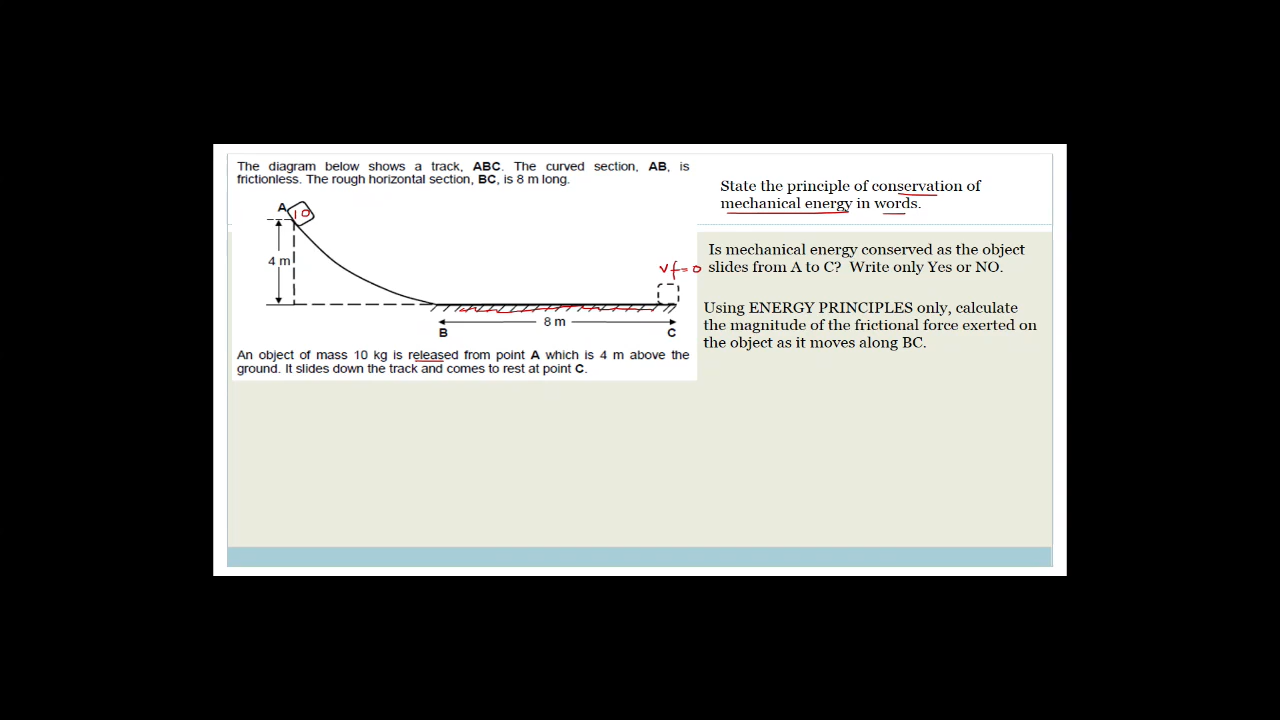 The diagram below shows a track, ABC. The curved section, AB, is
frictionless. The rough horizontal section, BC, is 8 m long.
A
10
4 m
vf=0
8 m
B
C
An object of mass 10 kg is released from point A which is 4 m above the
ground. It slides down the track and comes to rest at point C.
State the principle of conservation of
mechanical energy in words.
Is mechanical energy conserved as the object
slides from A to C? Write only Yes or NO.
Using ENERGY PRINCIPLES only, calculate
the magnitude of the frictional force exerted on
the object as it moves along BC.